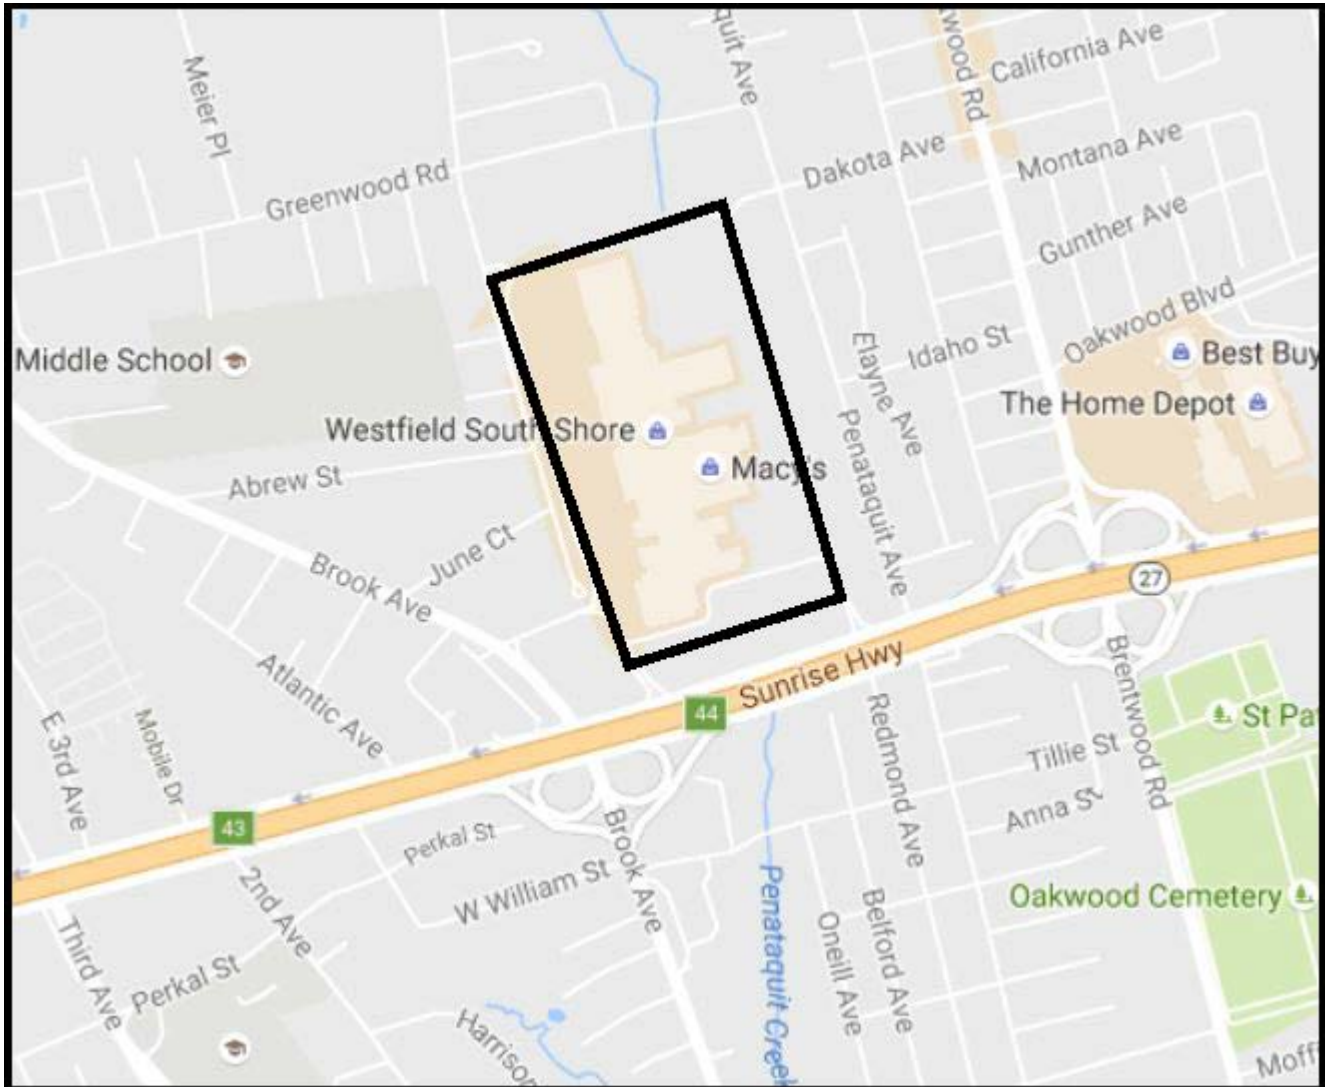 Meier Pl
quit Ave
wood Rd
California Ave
Greenwood Rd
Dakota Ave
Montana Ave
Gunther Ave
Oakwood Blvd
Idaho St
Elayne Ave
Best Buy
Middle School
The Home Depot
Westfield South Shore
Macy's
Penataquit Ave
Abrew St
June Ct
Brook Ave
27
Atlantic Ave
Sunrise Hwy
44
Brentwood Rd
E 3rd Ave
Mobile Dr
Redmond Ave
St Pat
Tillie St
Anna St
43
Perkal St
Brook Ave
2nd Ave
W William St
Penataquit Creek
Belford Ave
Oneill Ave
Oakwood Cemetery
Third Ave
Perkal St
Harrison
Moffi